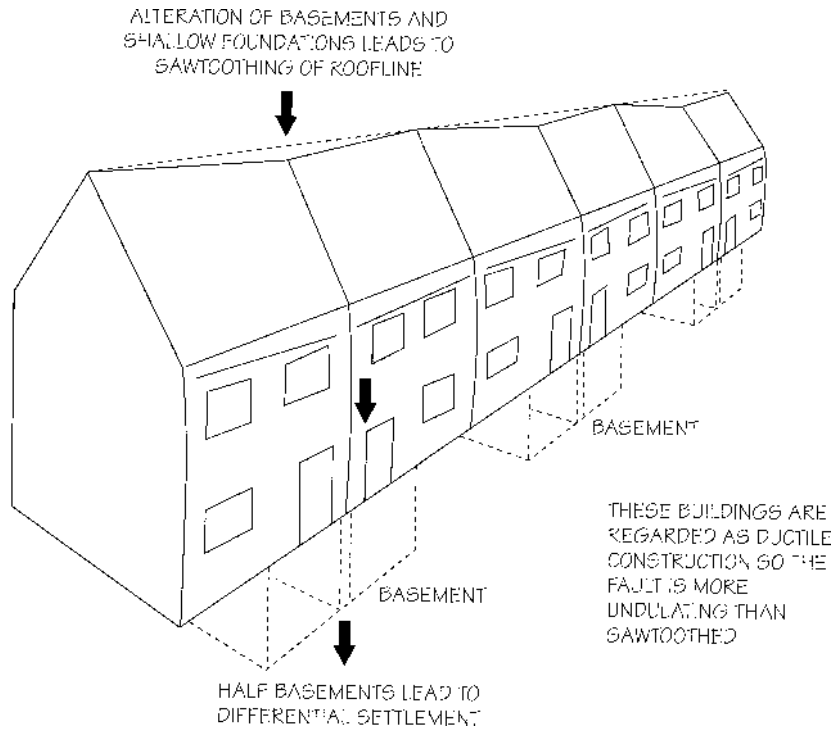 ALTERATION OF BASEMENTS AND
SHALLOW FOUNDATIONS LEADS TO
SAWTOOTHING OF ROOFLINE
BASEMENT
THESE BUILDINGS ARE
REGARDED AS DUCTILE
CONSTRUCTION SO THE
FAULT IS MORE
UNDULATING THAN
SAWTOOTHED
BASEMENT
HALF BASEMENTS LEAD TO
DIFFERENTIAL SETTLEMENT